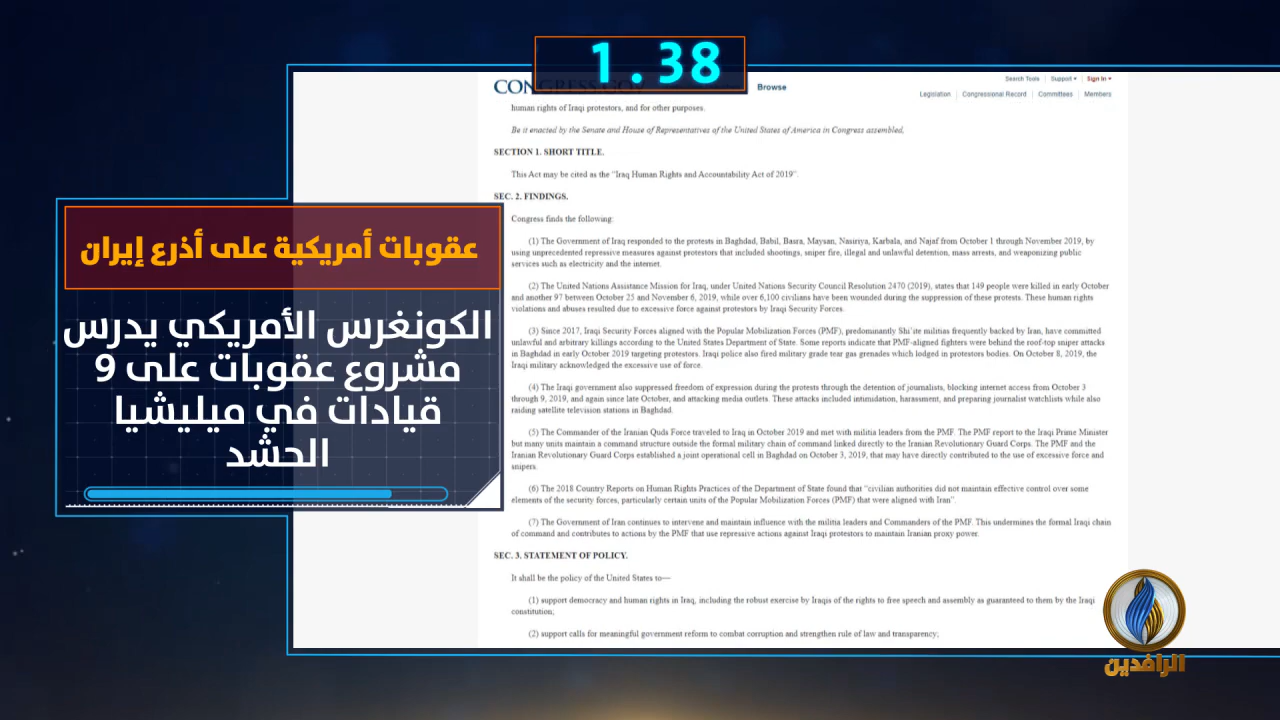 1.38
CONGRESS.GOV
Browse
Search Tools
Support
Sign In
Legislation
Congressional Record
Committees
Members
human rights of Iraqi protestors, and for other purposes.
Be it enacted by the Senate and House of Representatives of the United States of America in Congress assembled,
SECTION 1. SHORT TITLE.
This Act may be cited as the “Iraq Human Rights and Accountability Act of 2019”.
SEC. 2. FINDINGS.
Congress finds the following:
(1) The Government of Iraq responded to the protests in Baghdad, Babil, Basra, Maysan, Nasiriya, Karbala, and Najaf from October 1 through November 2019, by
using unprecedented repressive measures against protestors that included shootings, sniper fire, illegal and unlawful detention, mass arrests, and weaponizing public
services such as electricity and the internet.
(2) The United Nations Assistance Mission for Iraq, under United Nations Security Council Resolution 2470 (2019), states that 149 people were killed in early October
and another 97 between October 25 and November 6, 2019, while over 6,100 civilians have been wounded during the suppression of these protests. These human rights
violations and abuses resulted due to excessive force against protestors by Iraqi Security Forces.
(3) Since 2017, Iraqi Security Forces aligned with the Popular Mobilization Forces (PMF), predominantly Shi’ite militias frequently backed by Iran, have committed
unlawful and arbitrary killings according to the United States Department of State. Some reports indicate that PMF-aligned fighters were behind the roof-top sniper attacks
in Baghdad in early October 2019 targeting protestors. Iraqi police also fired military grade tear gas grenades which lodged in protestors bodies. On October 8, 2019, the
Iraqi military acknowledged the excessive use of force.
(4) The Iraqi government also suppressed freedom of expression during the protests through the detention of journalists, blocking internet access from October 3
through 9, 2019, and again since late October, and attacking media outlets. These attacks included intimidation, harassment, and preparing journalist watchlists while also
raiding satellite television stations in Baghdad.
(5) The Commander of the Iranian Quds Force traveled to Iraq in October 2019 and met with militia leaders from the PMF. The PMF report to the Iraqi Prime Minister
but many units maintain a command structure outside the formal military chain of command linked directly to the Iranian Revolutionary Guard Corps. The PMF and the
Iranian Revolutionary Guard Corps established a joint operational cell in Baghdad on October 3, 2019, that may have directly contributed to the use of excessive force and
snipers.
(6) The 2018 Country Reports on Human Rights Practices of the Department of State found that “civilian authorities did not maintain effective control over some
elements of the security forces, particularly certain units of the Popular Mobilization Forces (PMF) that were aligned with Iran”.
(7) The Government of Iran continues to intervene and maintain influence with the militia leaders and Commanders of the PMF. This undermines the formal Iraqi chain
of command and contributes to actions by the PMF that use repressive actions against Iraqi protestors to maintain Iranian proxy power.
SEC. 3. STATEMENT OF POLICY.
It shall be the policy of the United States to—
(1) support democracy and human rights in Iraq, including the robust exercise by Iraqis of the rights to free speech and assembly as guaranteed to them by the Iraqi
constitution;
(2) support calls for meaningful government reform to combat corruption and strengthen rule of law and transparency;
عقوبات أمريكية على أذرع إيران
الكونغرس الأمريكي يدرس
مشروع عقوبات على 9
قيادات في ميليشيا
الحشد
الرافدين